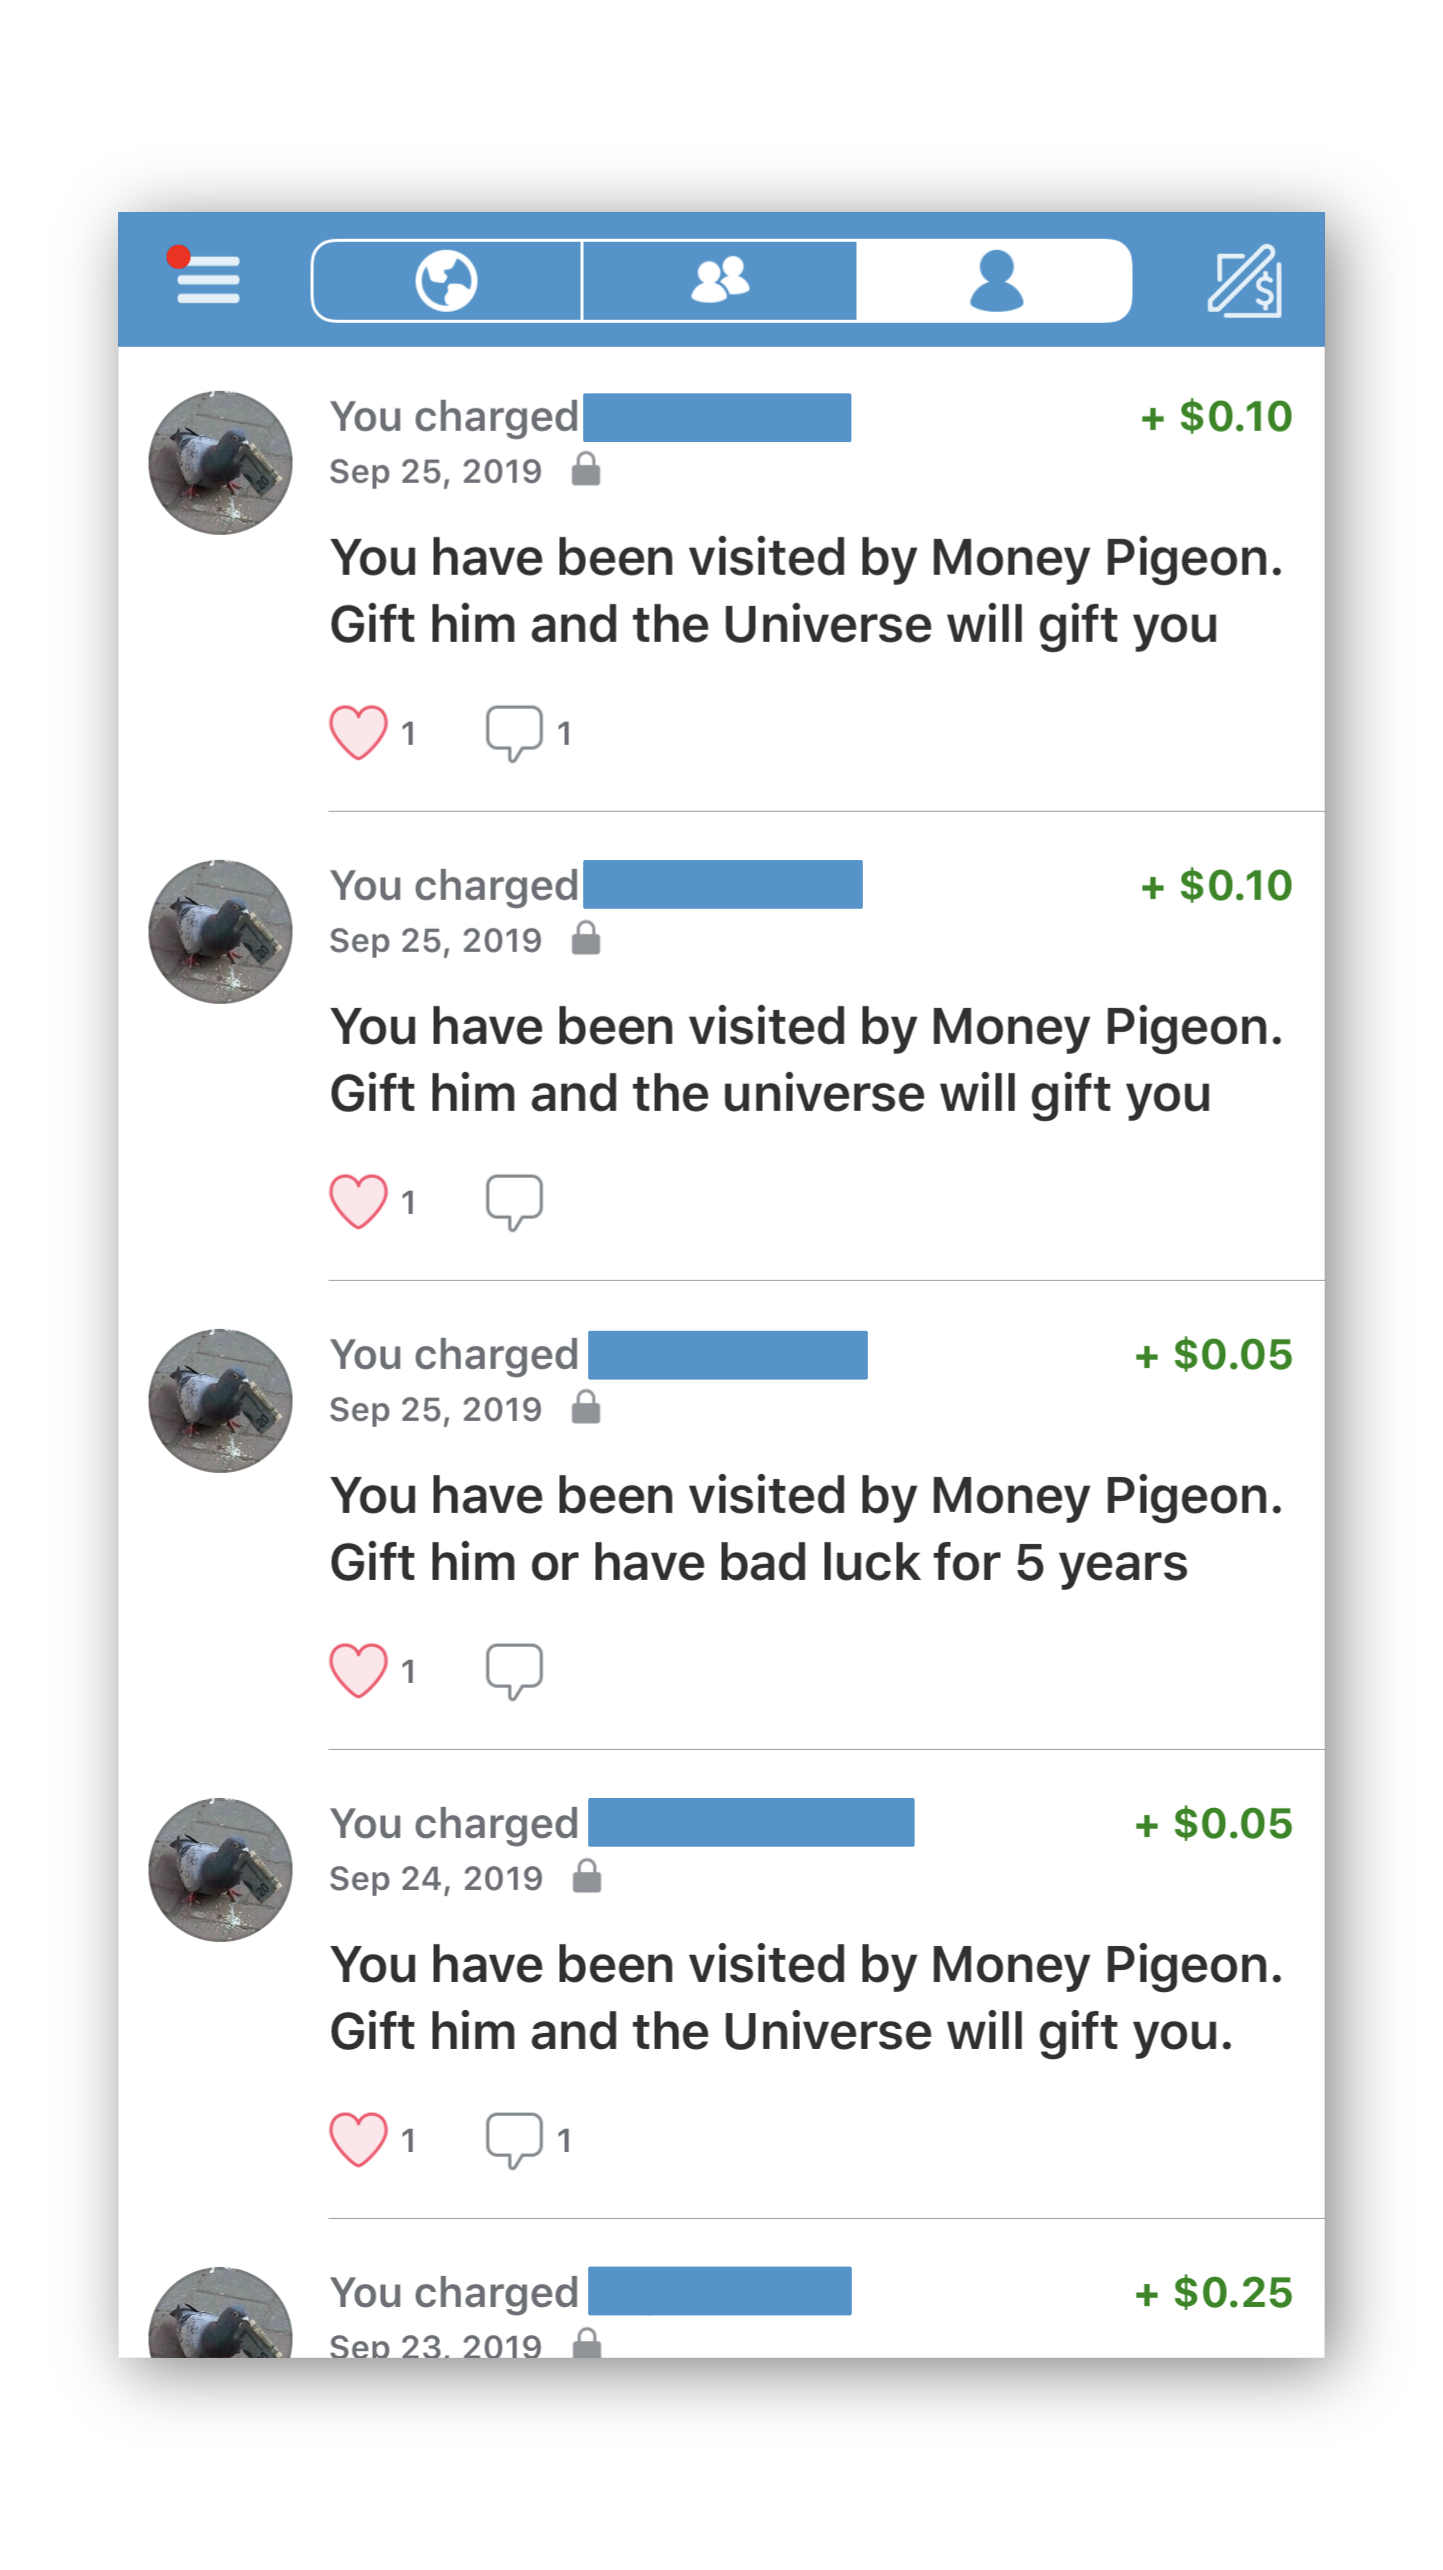 You charged
+ $0.10
Sep 25, 2019
You have been visited by Money Pigeon.
Gift him and the Universe will gift you
1 1
You charged
+ $0.10
Sep 25, 2019
You have been visited by Money Pigeon.
Gift him and the universe will gift you
1
You charged
+ $0.05
Sep 25, 2019
You have been visited by Money Pigeon.
Gift him or have bad luck for 5 years
1
You charged
+ $0.05
Sep 24, 2019
You have been visited by Money Pigeon.
Gift him and the Universe will gift you.
1 1
You charged
+ $0.25
Sep 23, 2019